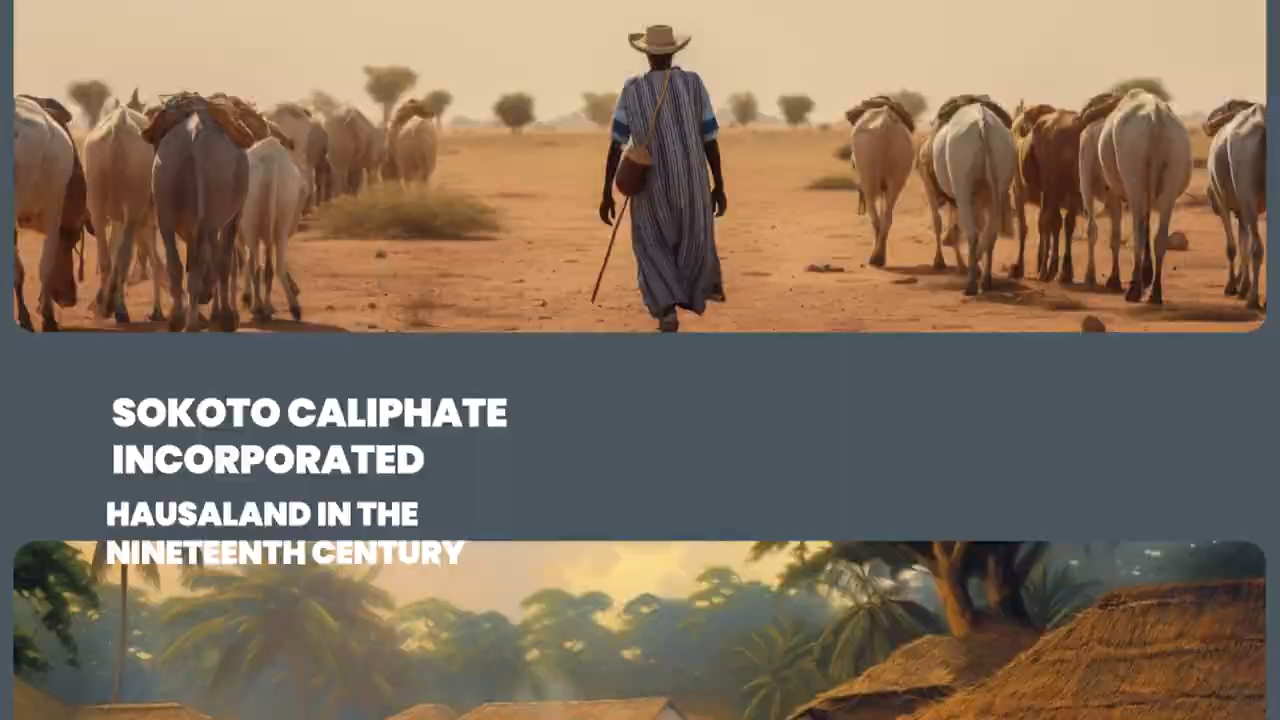 SOKOTO CALIPHATE
INCORPORATED
HAUSALAND IN THE
NINETEENTH CENTURY